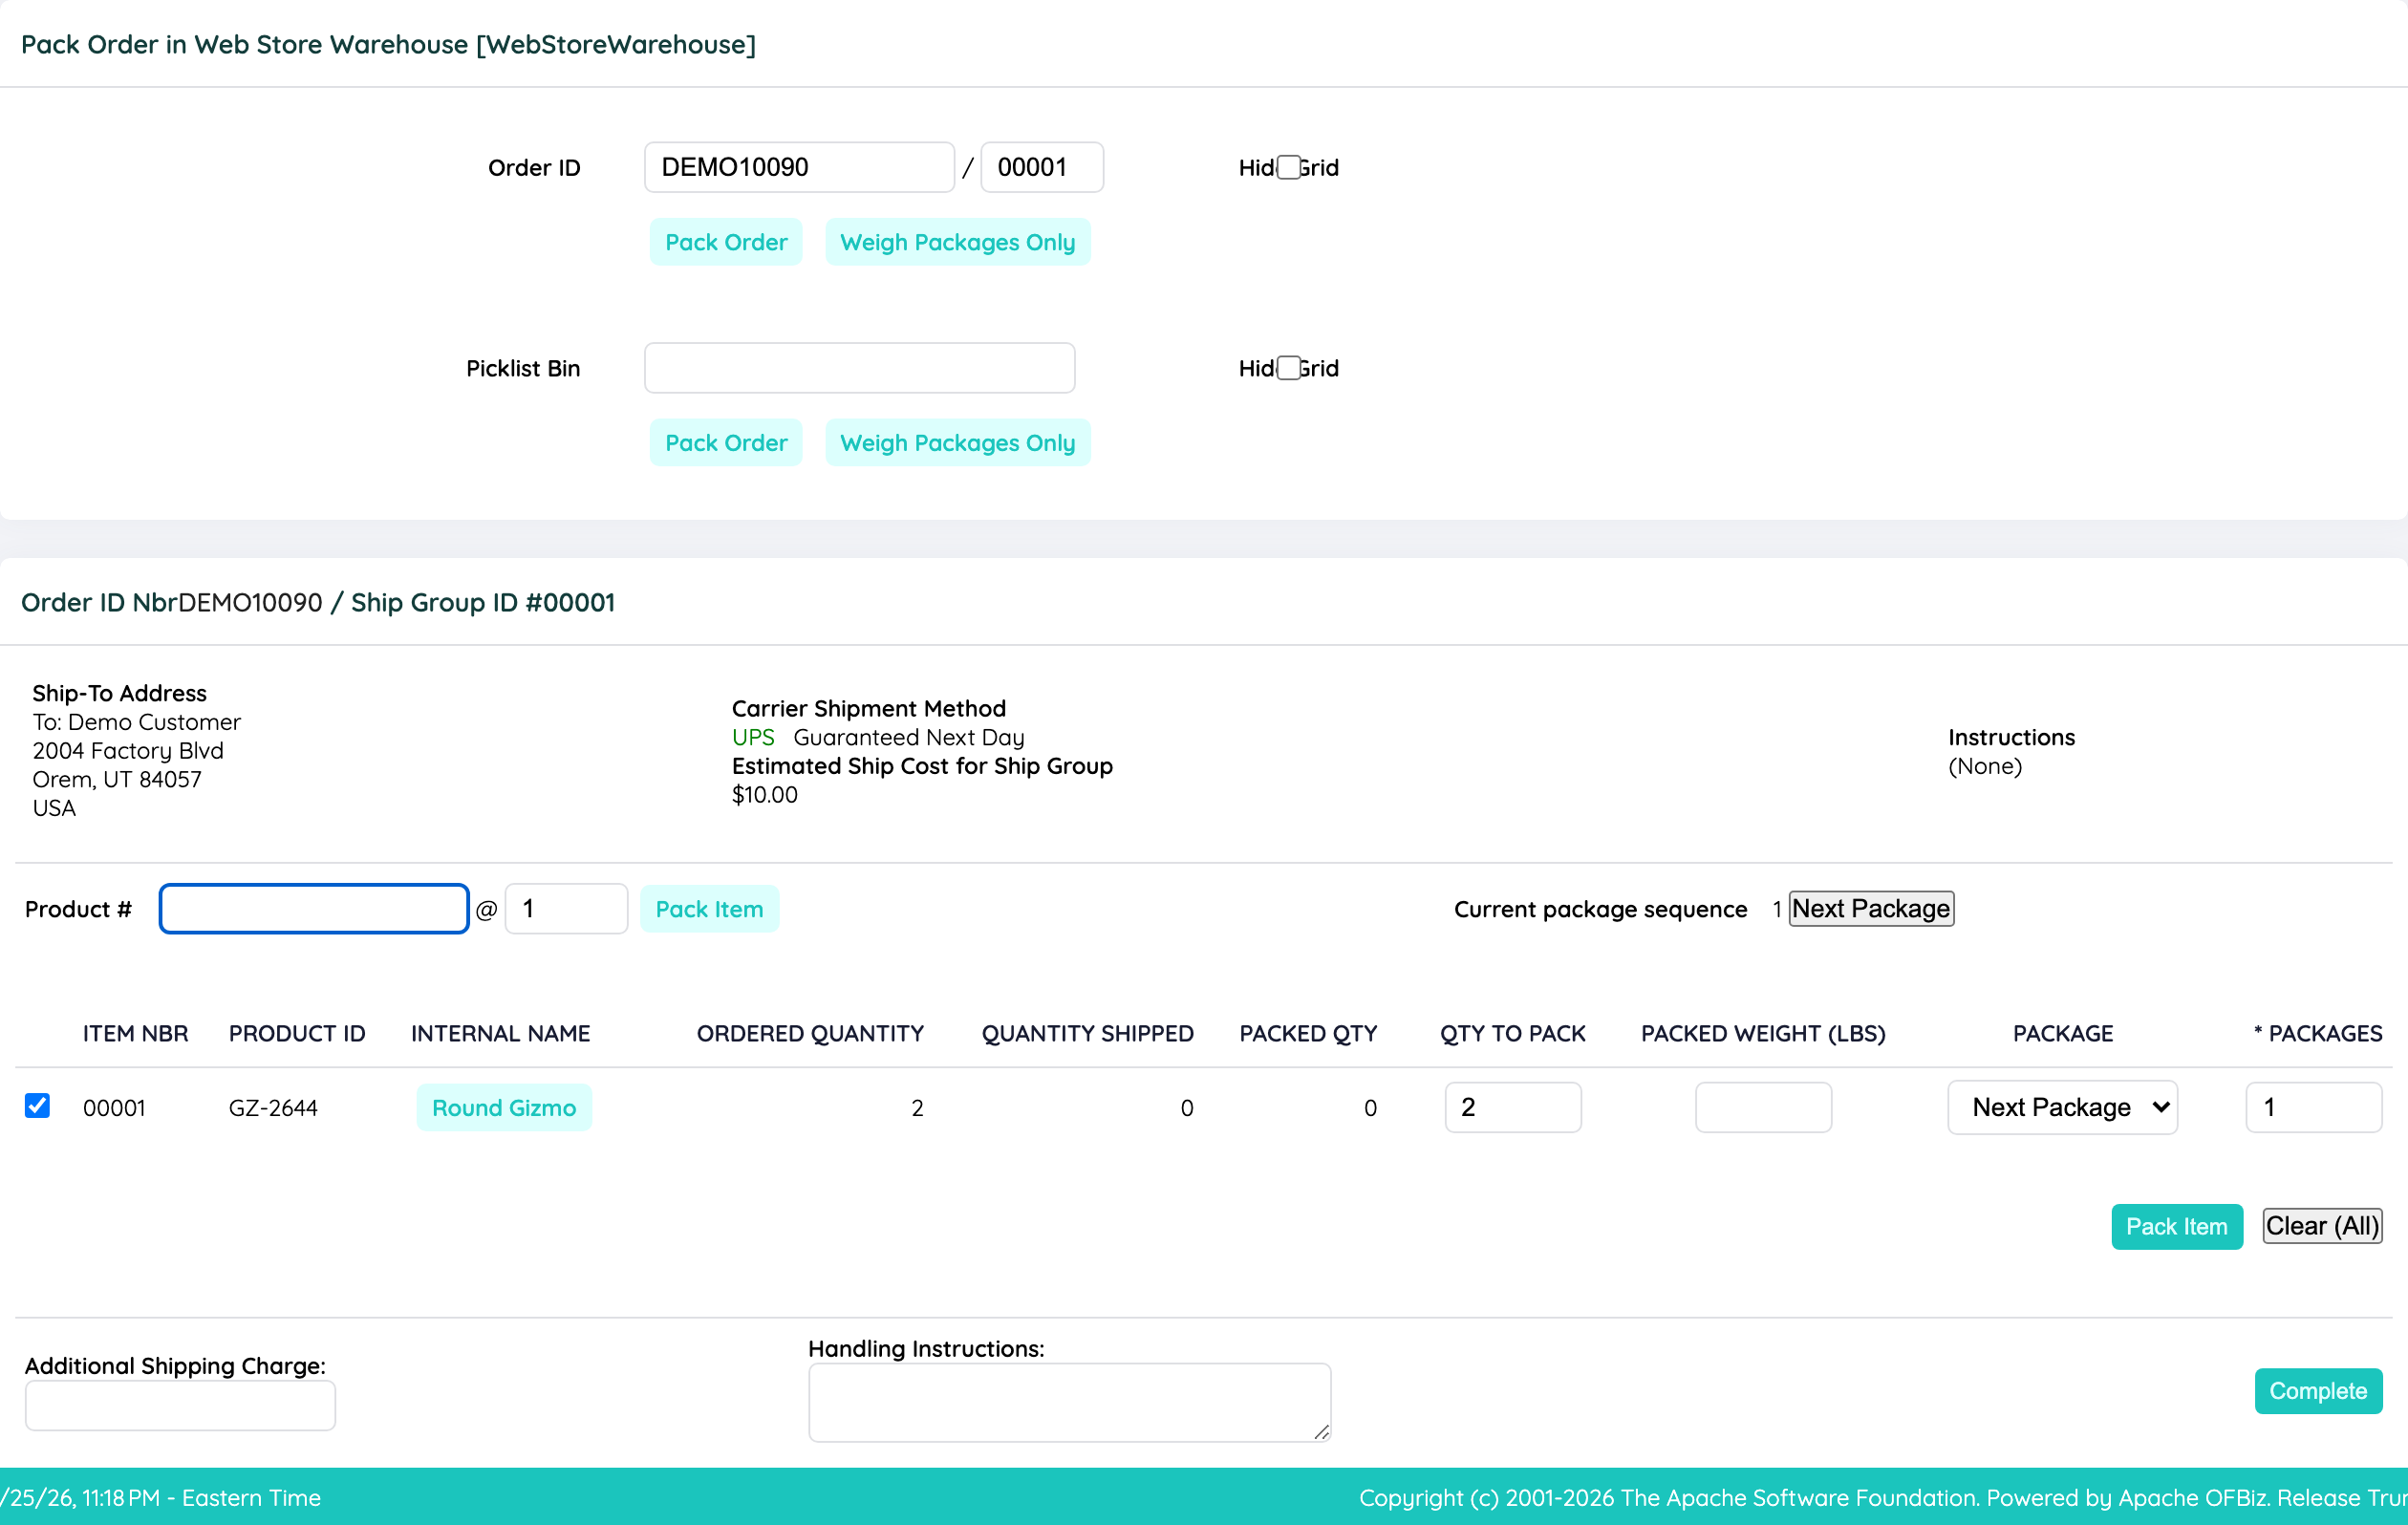 Pack Order in Web Store Warehouse [WebStoreWarehouse]
Order ID DEMO10090 / 00001 Hide Grid
Pack Order Weigh Packages Only
Picklist Bin Hide Grid
Pack Order Weigh Packages Only
Order ID NbrDEMO10090 / Ship Group ID #00001
Ship-To Address
To: Demo Customer
2004 Factory Blvd
Orem, UT 84057
USA
Carrier Shipment Method
UPS Guaranteed Next Day
Estimated Ship Cost for Ship Group
$10.00
Instructions
(None)
Product # @ 1 Pack Item Current package sequence 1 Next Package
ITEM NBR PRODUCT ID INTERNAL NAME ORDERED QUANTITY QUANTITY SHIPPED PACKED QTY QTY TO PACK PACKED WEIGHT (LBS) PACKAGE * PACKAGES
00001 GZ-2644 Round Gizmo 2 0 0 2 Next Package 1
Pack Item Clear (All)
Additional Shipping Charge:
Handling Instructions:
Complete
/25/26, 11:18 PM - Eastern Time Copyright (c) 2001-2026 The Apache Software Foundation. Powered by Apache OFBiz. Release